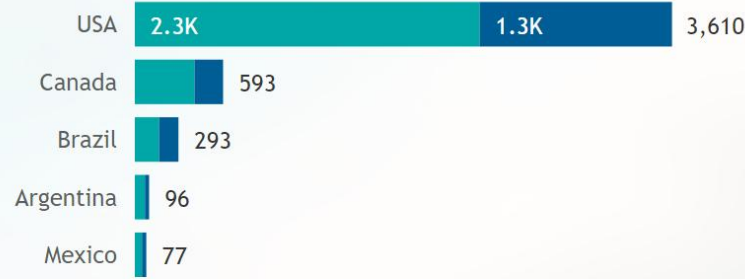 USA 2.3K 1.3K 3,610
Canada 593
Brazil 293
Argentina 96
Mexico 77